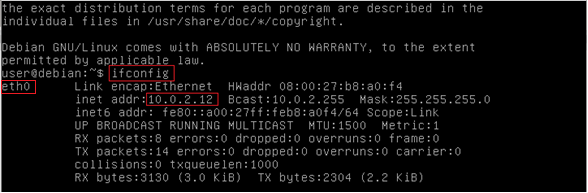 the exact distribution terms for each program are described in the
individual files in /usr/share/doc/*/copyright.
Debian GNU/Linux comes with ABSOLUTELY NO WARRANTY, to the extent
permitted by applicable law.
user@debian:~$ ifconfig
eth0 Link encap:Ethernet HWaddr 08:00:27:b8:a0:f4
inet addr:10.0.2.12 Bcast:10.0.2.255 Mask:255.255.255.0
inet6 addr: fe80::a00:27ff:feb8:a0f4/64 Scope:Link
UP BROADCAST RUNNING MULTICAST MTU:1500 Metric:1
RX packets:8 errors:0 dropped:0 overruns:0 frame:0
TX packets:14 errors:0 dropped:0 overruns:0 carrier:0
collisions:0 txqueuelen:1000
RX bytes:3130 (3.0 KiB) TX bytes:2304 (2.2 KiB)